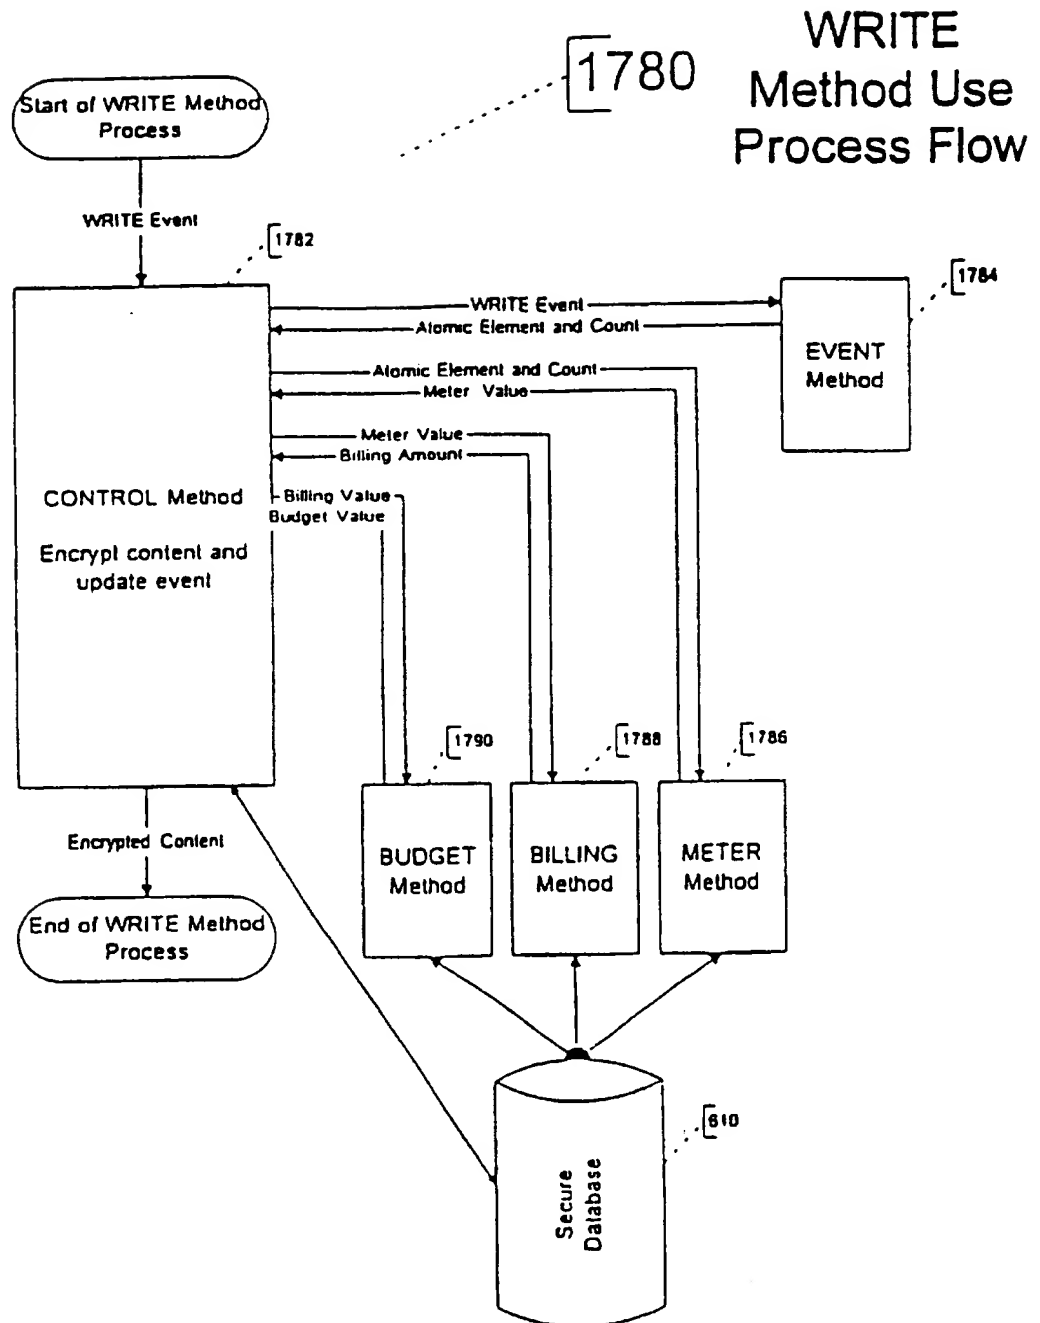 1780
WRITE
Method Use
Process Flow
Start of WRITE Method
Process
WRITE Event
1782
1784
WRITE Event
Atomic Element and Count
EVENT
Method
Atomic Element and Count
Meter Value
Meter Value
Billing Amount
CONTROL Method
Billing Value
Budget Value
Encrypt content and
update event
1790
1788
1786
Encrypted Content
BUDGET
Method
BILLING
Method
METER
Method
End of WRITE Method
Process
610
Secure
Database